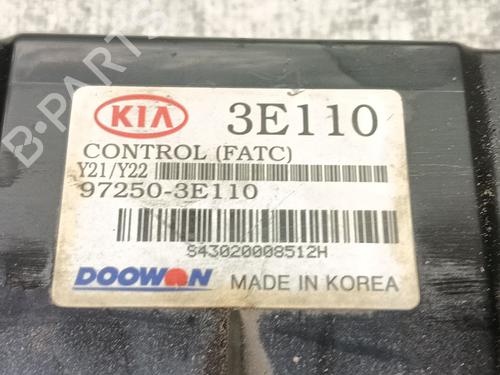 B-PARTS
KIA 3E110
CONTROL (FATC)
Y21/Y22
97250-3E110
S43020008512H
DOOWON MADE IN KOREA